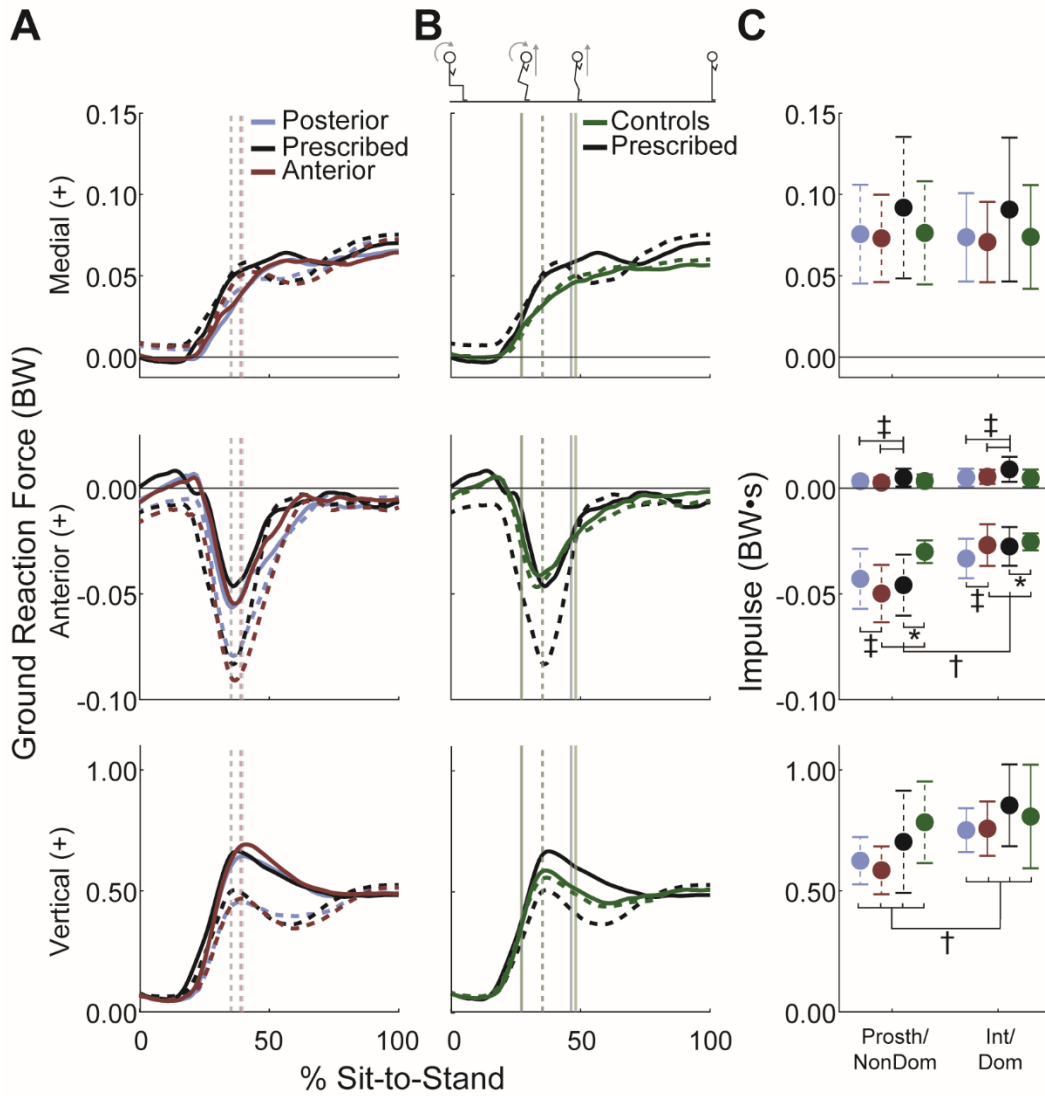 A
B
C
Posterior
Prescribed
Anterior
Controls
Prescribed
Ground Reaction Force (BW)
Medial (+)
0.15
0.10
0.05
0.00
0.15
0.10
0.05
0.00
Anterior (+)
0.00
-0.05
-0.10
Impulse (BW•s)
‡
‡
0.00
-0.05
-0.10
‡
*
‡
*
†
Vertical (+)
1.00
0.50
0.00
1.00
0.50
0.00
†
0
50
100
0
50
100
% Sit-to-Stand
Prosth/
NonDom
Int/
Dom